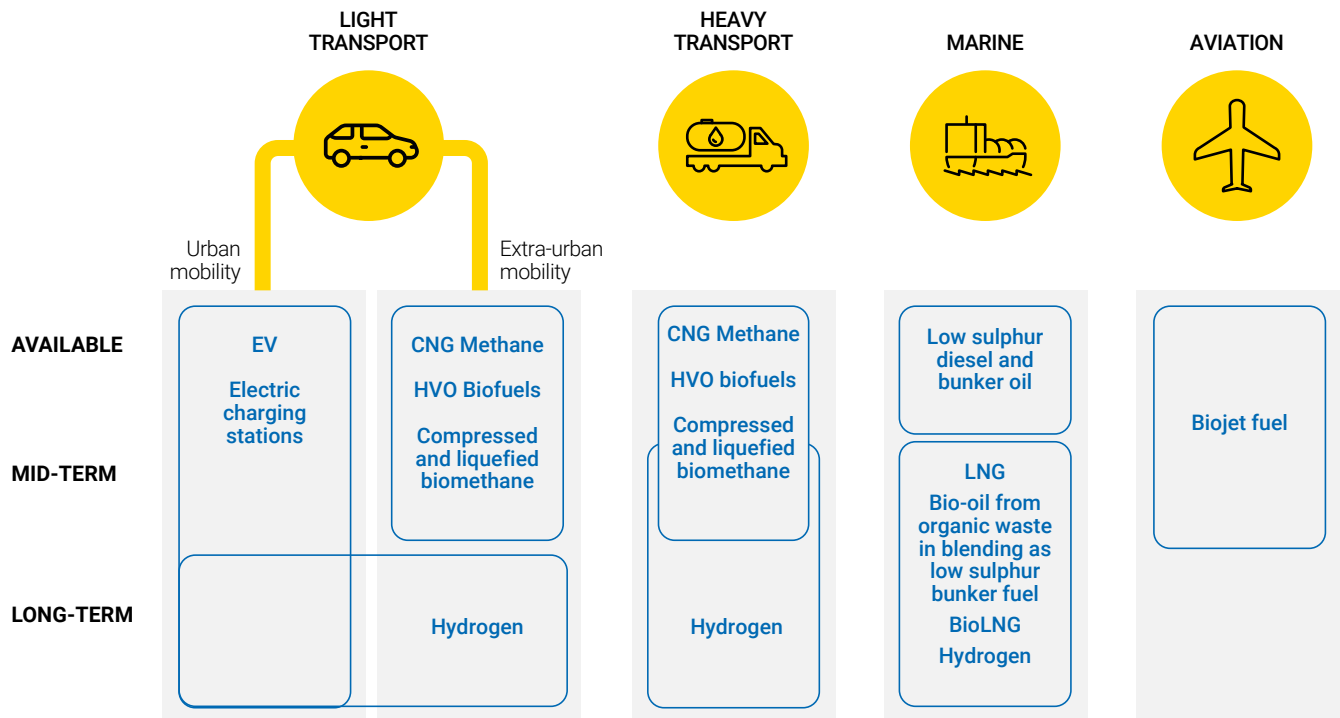 LIGHT
TRANSPORT
HEAVY
TRANSPORT
MARINE
AVIATION
Urban
mobility
Extra-urban
mobility
AVAILABLE
MID-TERM
LONG-TERM
EV
Electric
charging
stations
CNG Methane
HVO Biofuels
Compressed
and liquefied
biomethane
Hydrogen
CNG Methane
HVO biofuels
Compressed
and liquefied
biomethane
Hydrogen
Low sulphur
diesel and
bunker oil
LNG
Bio-oil from
organic waste
in blending as
low sulphur
bunker fuel
BioLNG
Hydrogen
Biojet fuel